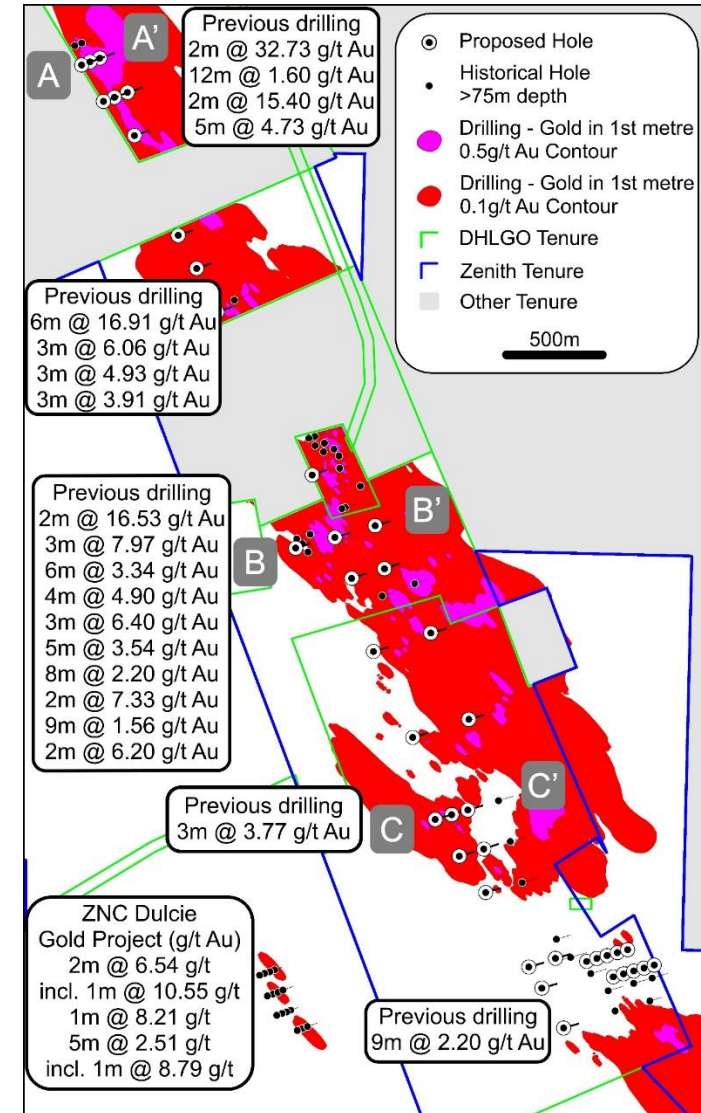 A
A'
Previous drilling
2m @ 32.73 g/t Au
12m @ 1.60 g/t Au
2m @ 15.40 g/t Au
5m @ 4.73 g/t Au
Proposed Hole
Historical Hole
>75m depth
Drilling - Gold in 1st metre
0.5g/t Au Contour
Drilling - Gold in 1st metre
0.1g/t Au Contour
DHLGO Tenure
Zenith Tenure
Other Tenure
500m
Previous drilling
6m @ 16.91 g/t Au
3m @ 6.06 g/t Au
3m @ 4.93 g/t Au
3m @ 3.91 g/t Au
Previous drilling
2m @ 16.53 g/t Au
3m @ 7.97 g/t Au
6m @ 3.34 g/t Au
4m @ 4.90 g/t Au
3m @ 6.40 g/t Au
5m @ 3.54 g/t Au
8m @ 2.20 g/t Au
2m @ 7.33 g/t Au
9m @ 1.56 g/t Au
2m @ 6.20 g/t Au
B
B'
Previous drilling
3m @ 3.77 g/t Au
C
C'
ZNC Dulcie
Gold Project (g/t Au)
2m @ 6.54 g/t
incl. 1m @ 10.55 g/t
1m @ 8.21 g/t
5m @ 2.51 g/t
incl. 1m @ 8.79 g/t
Previous drilling
9m @ 2.20 g/t Au